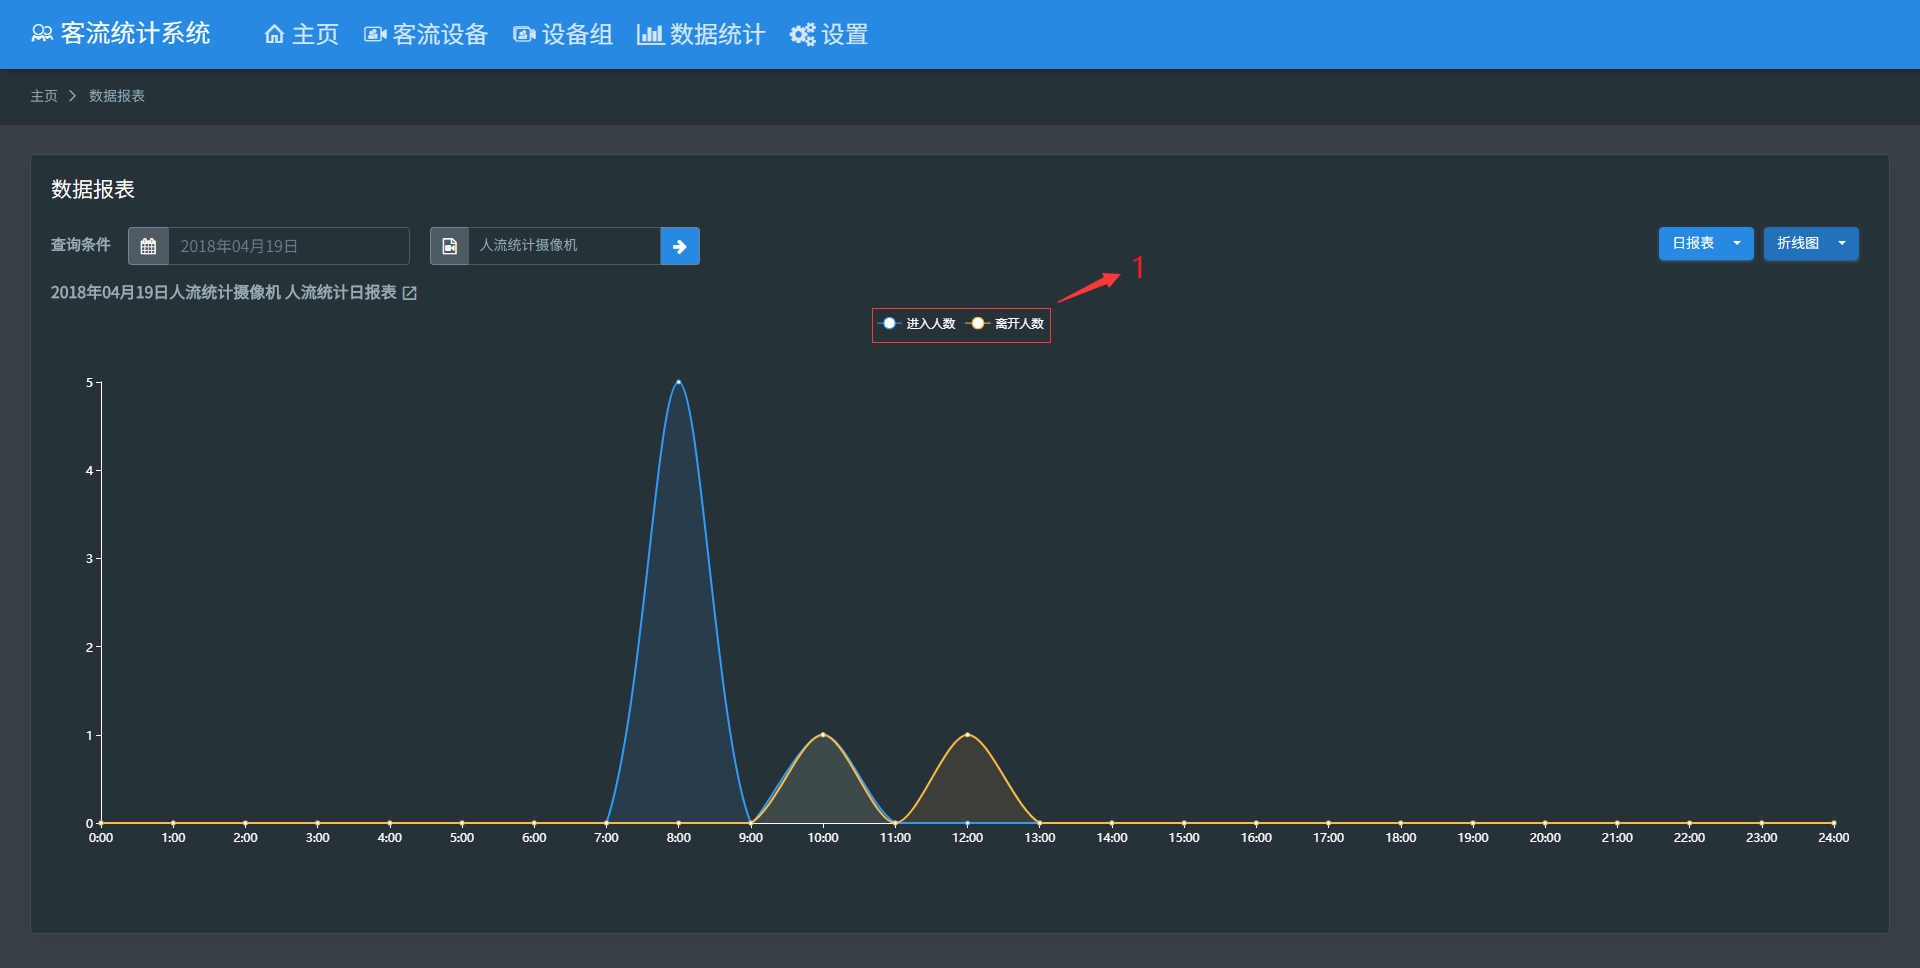 客流统计系统 主页 客流设备 设备组 数据统计 设置
主页 数据报表
数据报表
查询条件 2018年04月19日 人流统计摄像机 日报表 折线图
2018年04月19日人流统计摄像机 人流统计日报表
1
进入人数 离开人数
5
4
3
2
1
0
0:00 1:00 2:00 3:00 4:00 5:00 6:00 7:00 8:00 9:00 10:00 11:00 12:00 13:00 14:00 15:00 16:00 17:00 18:00 19:00 20:00 21:00 22:00 23:00 24:00